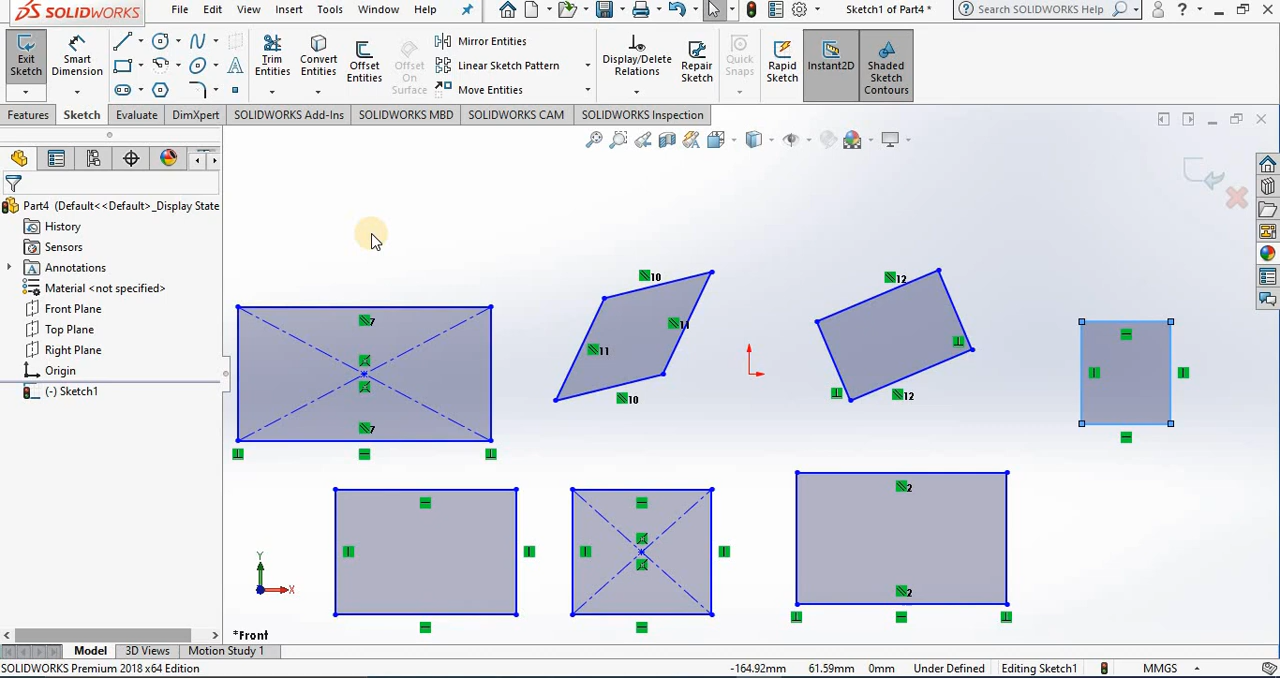 SOLIDWORKS
File Edit View Insert Tools Window Help
Sketch1 of Part4 *
Search SOLIDWORKS Help
Exit Sketch
Smart Dimension
Trim Entities
Convert Entities
Offset Entities
Offset On Surface
Mirror Entities
Linear Sketch Pattern
Move Entities
Display/Delete Relations
Repair Sketch
Quick Snaps
Rapid Sketch
Instant2D
Shaded Sketch Contours
Features Sketch Evaluate DimXpert SOLIDWORKS Add-Ins SOLIDWORKS MBD SOLIDWORKS CAM SOLIDWORKS Inspection
Part4 (Default<<Default>_Display State
History
Sensors
Annotations
Material <not specified>
Front Plane
Top Plane
Right Plane
Origin
(-) Sketch1
10
12
7
11
11
10
12
7
2
2
Y
X
*Front
Model 3D Views Motion Study 1
SOLIDWORKS Premium 2018 x64 Edition
-164.92mm 61.59mm 0mm Under Defined Editing Sketch1 MMGS